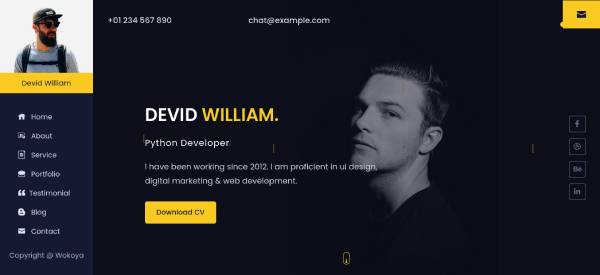 +01 234 567 890
chat@example.com
Devid William
Home
About
Service
Portfolio
Testimonial
Blog
Contact
Copyright @ Wokoya
DEVID WILLIAM.
Python Developer
I have been working since 2012. I am proficient in ui design,
digital marketing & web development.
Download CV
f
Bē
in